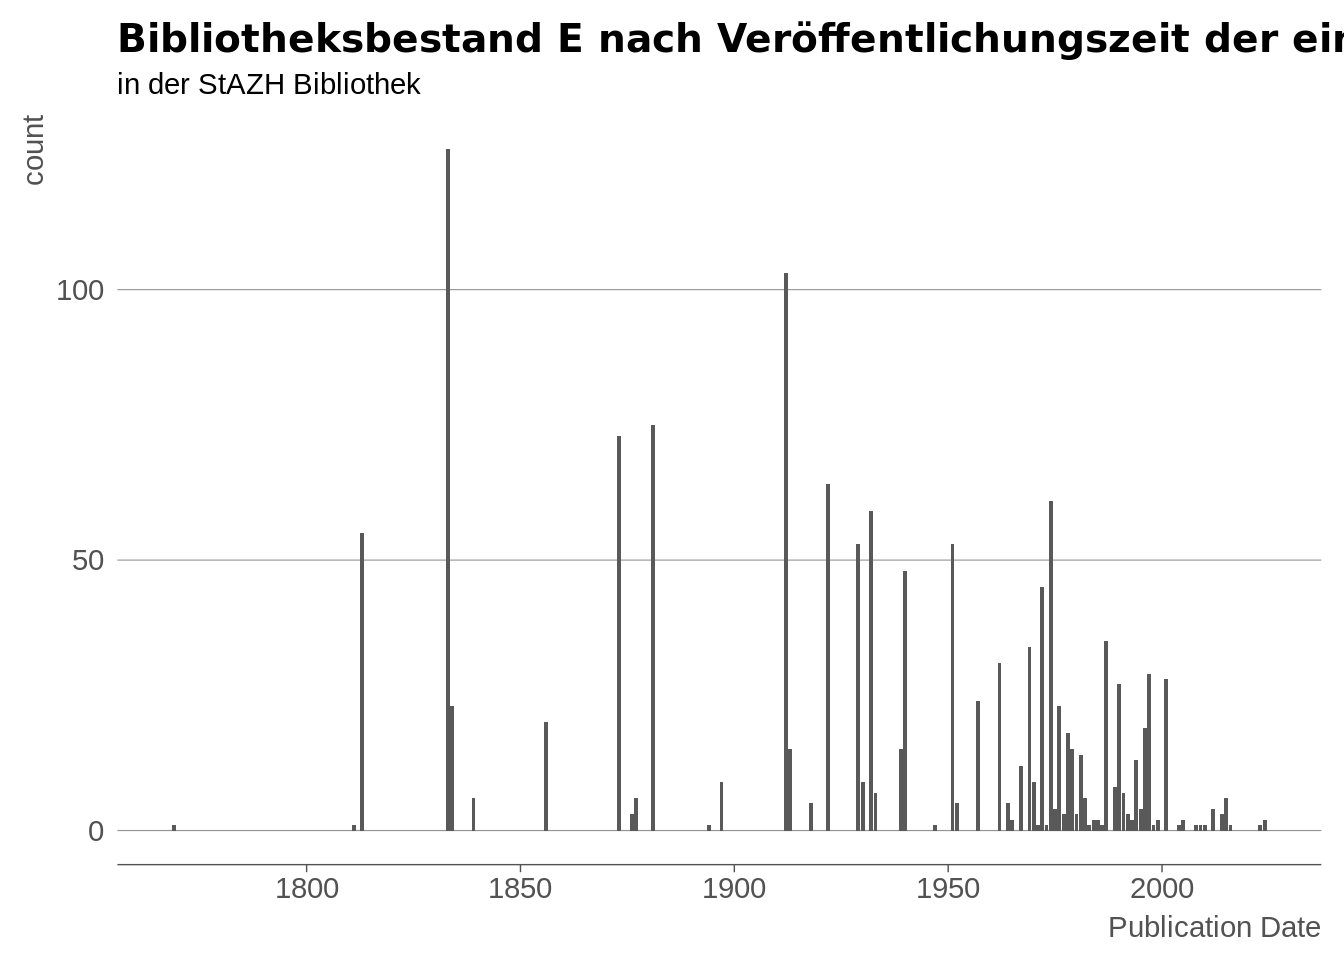 Bibliotheksbestand E nach Veröffentlichungszeit der
in der StAZH Bibliothek
count
100
50
0
1800 1850 1900 1950 2000
Publication Date